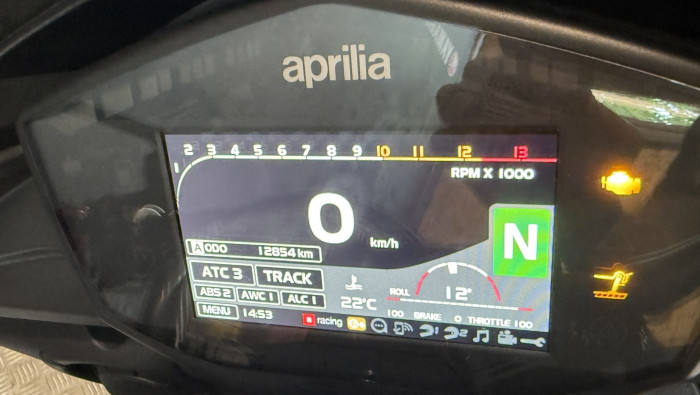 aprilia
2 3 4 5 6 7 8 9 10 11 12 13
RPM X 1000
0 km/h
N
A ODO 12854 km
ATC 3 TRACK
ABS 2 AWC 1 ALC 1
22°C
ROLL 12°
100 BRAKE 0 THROTTLE 100
MENU 14:53
racing
1 2